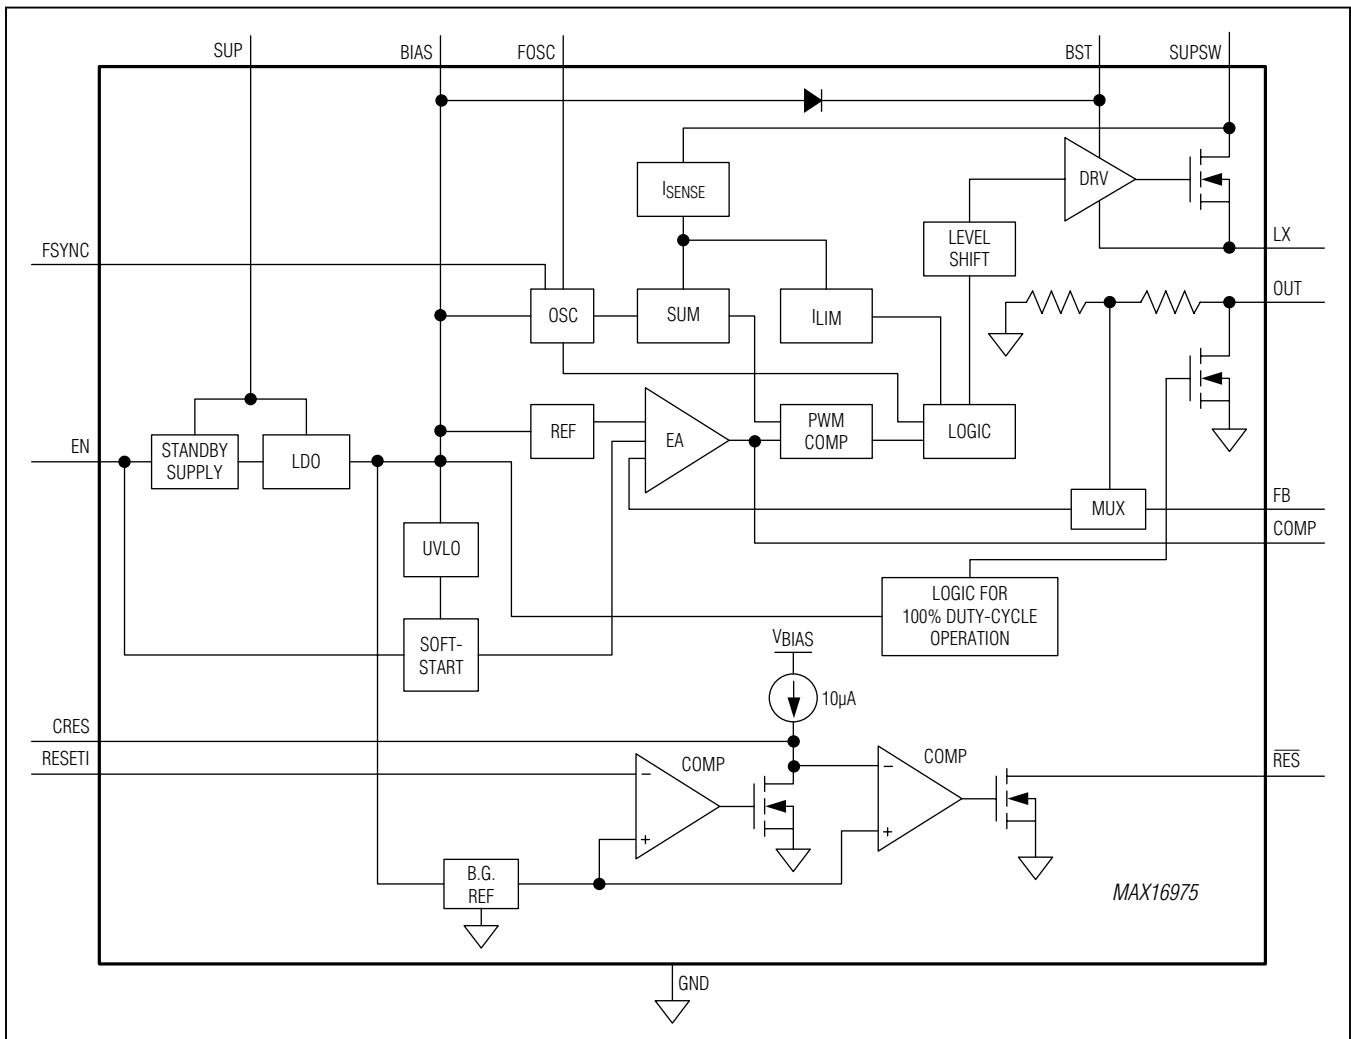 SUP
BIAS
FOSC
BST
SUPSW
ISENSE
DRV
FSYNC
LEVEL
SHIFT
LX
OUT
OSC
SUM
ILIM
REF
EA
PWM
COMP
LOGIC
EN
STANDBY
SUPPLY
LDO
MUX
FB
COMP
UVLO
LOGIC FOR
100% DUTY-CYCLE
OPERATION
SOFT-
START
VBIAS
10µA
CRES
RESETI
COMP
COMP
RES
−
−
+
+
B.G.
REF
MAX16975
GND